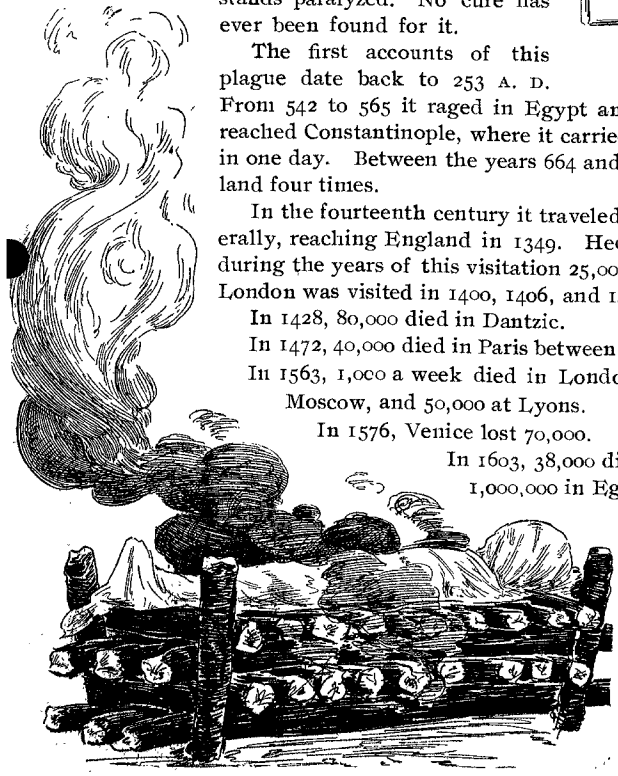 stands paralyzed. No cure has
ever been found for it.
The first accounts of this
plague date back to 253 A. D.
From 542 to 565 it raged in Egypt an
reached Constantinople, where it carrie
in one day. Between the years 664 and
land four times.
In the fourteenth century it traveled
erally, reaching England in 1349. Hec
during the years of this visitation 25,00
London was visited in 1400, 1406, and 1
In 1428, 80,000 died in Dantzic.
In 1472, 40,000 died in Paris between
In 1563, 1,000 a week died in Londo
Moscow, and 50,000 at Lyons.
In 1576, Venice lost 70,000.
In 1603, 38,000 di
1,000,000 in Eg